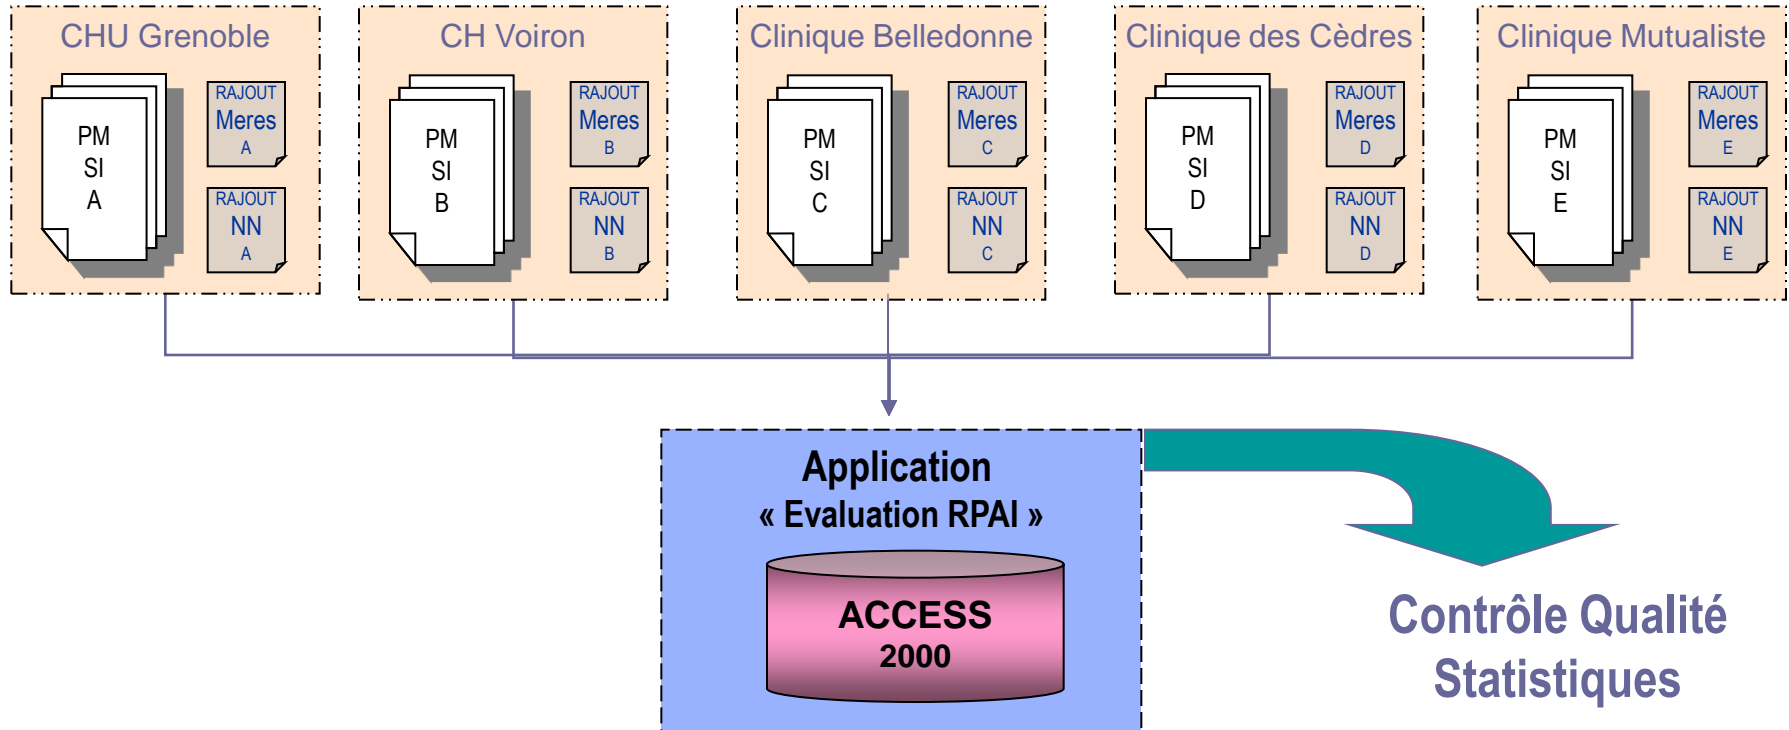 CHU Grenoble
PM
SI
A
RAJOUT
Meres
A
RAJOUT
NN
A
CH Voiron
PM
SI
B
RAJOUT
Meres
B
RAJOUT
NN
B
Clinique Belledonne
PM
SI
C
RAJOUT
Meres
C
RAJOUT
NN
C
Clinique des Cèdres
PM
SI
D
RAJOUT
Meres
D
RAJOUT
NN
D
Clinique Mutualiste
PM
SI
E
RAJOUT
Meres
E
RAJOUT
NN
E
Application
« Evaluation RPAI »
ACCESS
2000
Contrôle Qualité
Statistiques